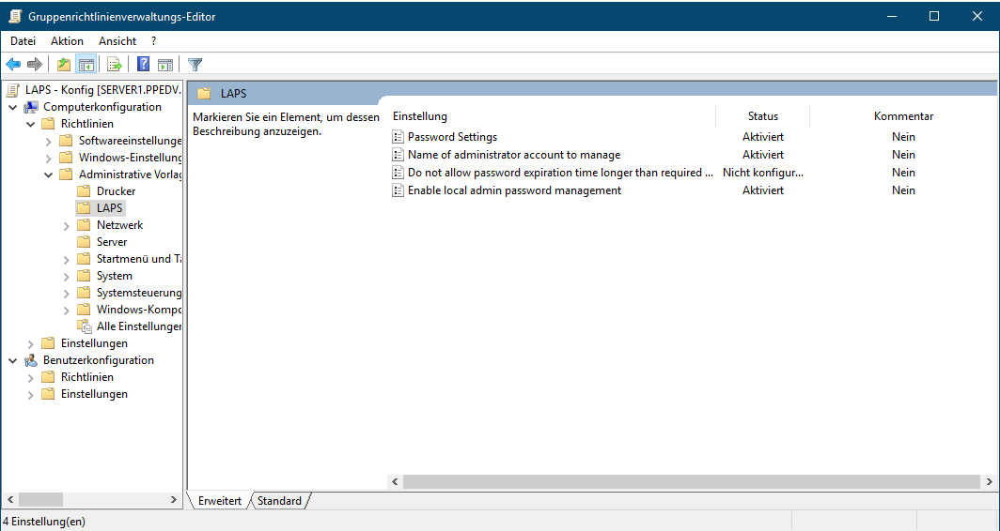 Gruppenrichtlinienverwaltungs-Editor
Datei Aktion Ansicht ?
LAPS - Konfig [SERVER1.PPEDV.
Computerkonfiguration
Richtlinien
Softwareeinstellunge
Windows-Einstellung
Administrative Vorlag
Drucker
LAPS
Netzwerk
Server
Startmenü und Ta
System
Systemsteuerung
Windows-Kompo
Alle Einstellungen
Einstellungen
Benutzerkonfiguration
Richtlinien
Einstellungen
LAPS
Markieren Sie ein Element, um dessen
Beschreibung anzuzeigen.
Einstellung Status Kommentar
Password Settings Aktiviert Nein
Name of administrator account to manage Aktiviert Nein
Do not allow password expiration time longer than required ... Nicht konfigur... Nein
Enable local admin password management Aktiviert Nein
Erweitert Standard
4 Einstellung(en)